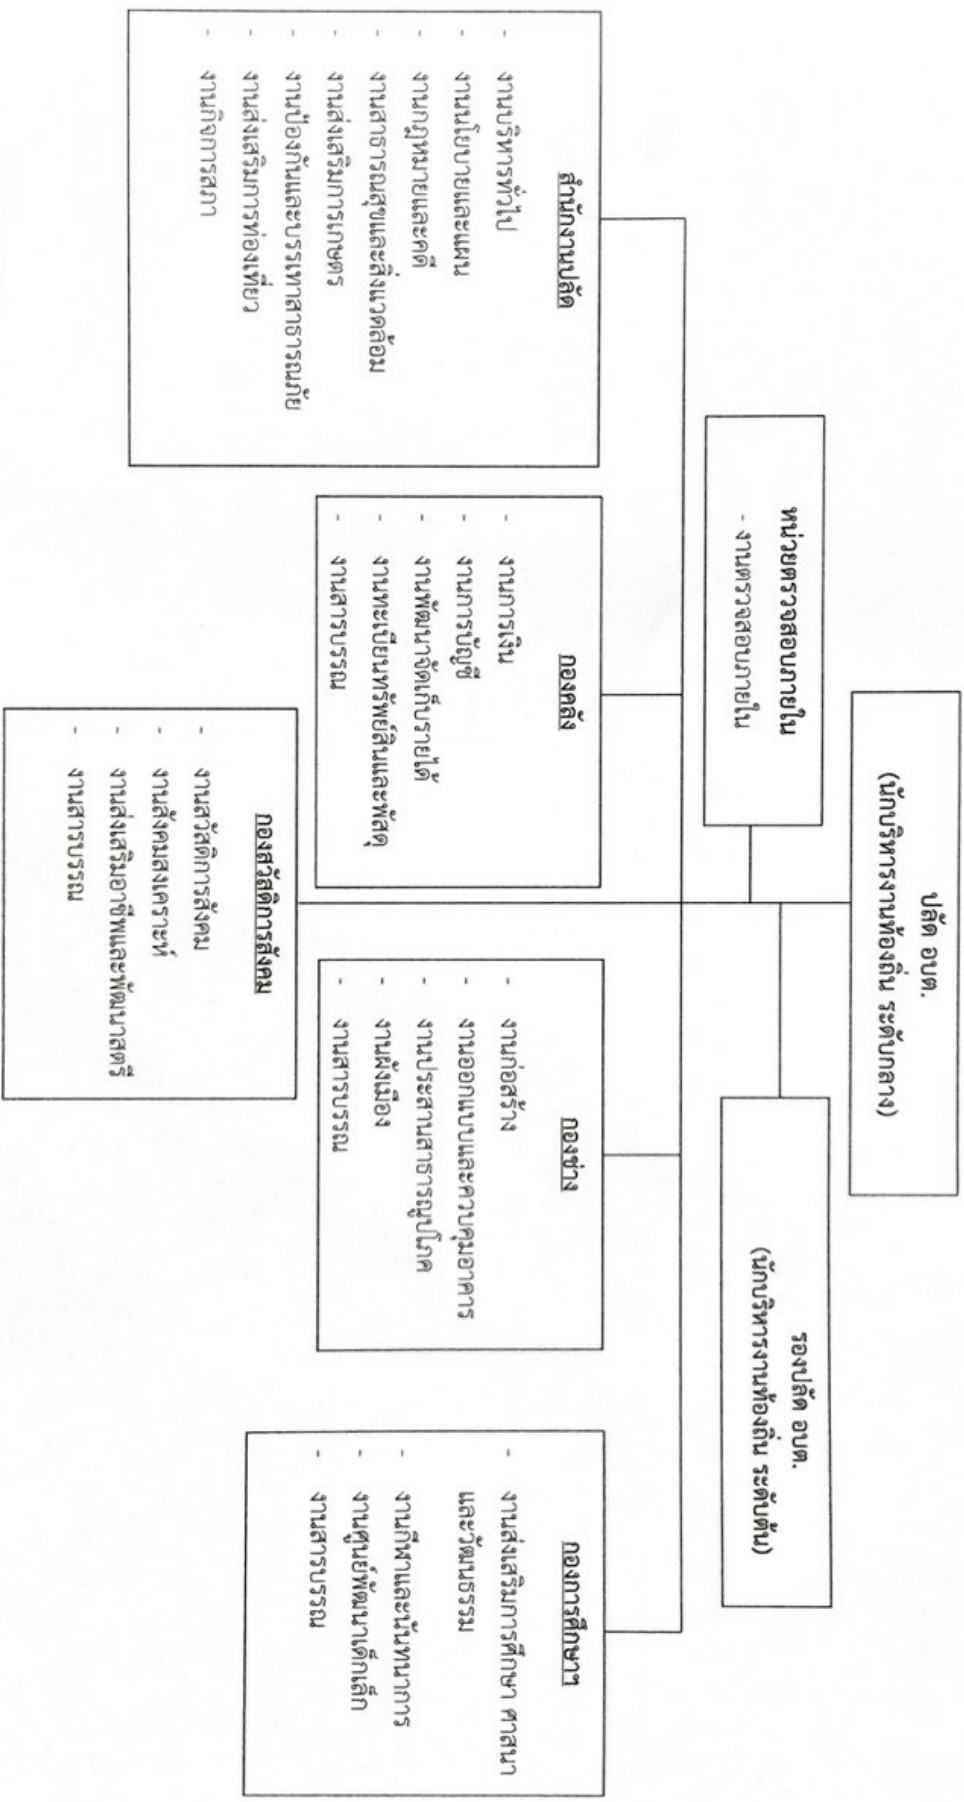 ปลัด อบต.
(นักบริหารงานท้องถิ่น ระดับกลาง)
หน่วยตรวจสอบภายใน
- งานตรวจสอบภายใน
รองปลัด อบต.
(นักบริหารงานท้องถิ่น ระดับต้น)
สำนักงานปลัด
- งานบริหารทั่วไป
- งานนโยบายและแผน
- งานกฎหมายและคดี
- งานสาธารณสุขและสิ่งแวดล้อม
- งานส่งเสริมการเกษตร
- งานป้องกันและบรรเทาสาธารณภัย
- งานส่งเสริมการท่องเที่ยว
- งานกิจการสภา
กองคลัง
- งานการเงิน
- งานการบัญชี
- งานพัฒนาจัดเก็บรายได้
- งานทะเบียนทรัพย์สินและพัสดุ
- งานสารบรรณ
กองช่าง
- งานก่อสร้าง
- งานออกแบบและควบคุมอาคาร
- งานประสานสาธารณูปโภค
- งานผังเมือง
- งานสารบรรณ
กองการศึกษาฯ
- งานส่งเสริมการศึกษา ศาสนา
และวัฒนธรรม
- งานกีฬาและนันทนาการ
- งานศูนย์พัฒนาเด็กเล็ก
- งานสารบรรณ
กองสวัสดิการสังคม
- งานสวัสดิการสังคม
- งานสังคมสงเคราะห์
- งานส่งเสริมอาชีพและพัฒนาสตรี
- งานสารบรรณ